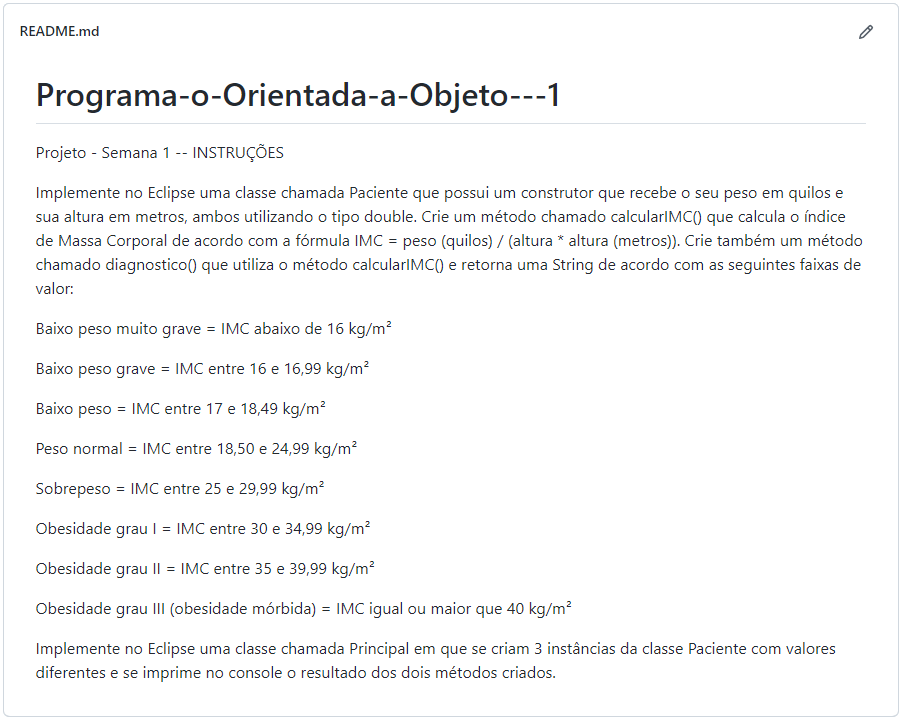 README.md
Programa-o-Orientada-a-Objeto---1
Projeto - Semana 1 -- INSTRUÇÕES
Implemente no Eclipse uma classe chamada Paciente que possui um construtor que recebe o seu peso em quilos e
sua altura em metros, ambos utilizando o tipo double. Crie um método chamado calcularIMC() que calcula o índice
de Massa Corporal de acordo com a fórmula IMC = peso (quilos) / (altura * altura (metros)). Crie também um método
chamado diagnostico() que utiliza o método calcularIMC() e retorna uma String de acordo com as seguintes faixas de
valor:
Baixo peso muito grave = IMC abaixo de 16 kg/m²
Baixo peso grave = IMC entre 16 e 16,99 kg/m²
Baixo peso = IMC entre 17 e 18,49 kg/m²
Peso normal = IMC entre 18,50 e 24,99 kg/m²
Sobrepeso = IMC entre 25 e 29,99 kg/m²
Obesidade grau I = IMC entre 30 e 34,99 kg/m²
Obesidade grau II = IMC entre 35 e 39,99 kg/m²
Obesidade grau III (obesidade mórbida) = IMC igual ou maior que 40 kg/m²
Implemente no Eclipse uma classe chamada Principal em que se criam 3 instâncias da classe Paciente com valores
diferentes e se imprime no console o resultado dos dois métodos criados.